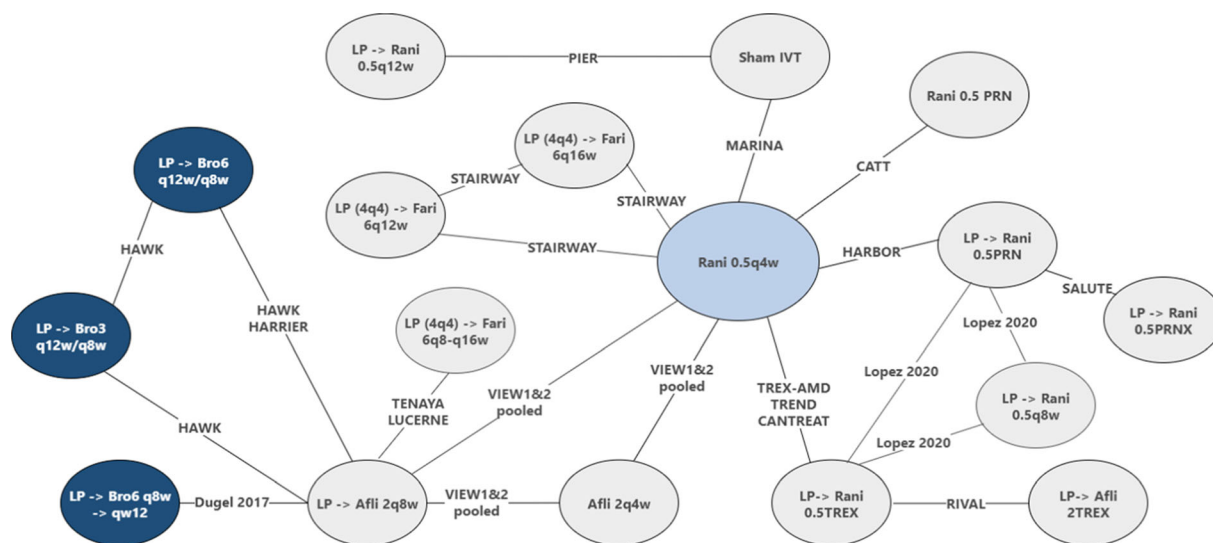 LP -> Rani
0.5q12w
PIER
Sham IVT
Rani 0.5 PRN
MARINA
CATT
LP (4q4) -> Fari
6q16w
STAIRWAY
STAIRWAY
LP (4q4) -> Fari
6q12w
STAIRWAY
LP -> Bro6
q12w/q8w
HAWK
HAWK
HARRIER
LP -> Bro3
q12w/q8w
HAWK
Rani 0.5q4w
HARBOR
LP -> Rani
0.5PRN
SALUTE
LP -> Rani
0.5PRNX
Lopez 2020
Lopez 2020
LP -> Rani
0.5q8w
Lopez 2020
LP (4q4) -> Fari
6q8-q16w
TENAYA
LUCERNE
VIEW1&2
pooled
VIEW1&2
pooled
TREX-AMD
TREND
CANTREAT
LP -> Bro6 q8w
-> qw12
Dugel 2017
LP -> Afli 2q8w
VIEW1&2
pooled
Afli 2q4w
LP-> Rani
0.5TREX
RIVAL
LP-> Afli
2TREX